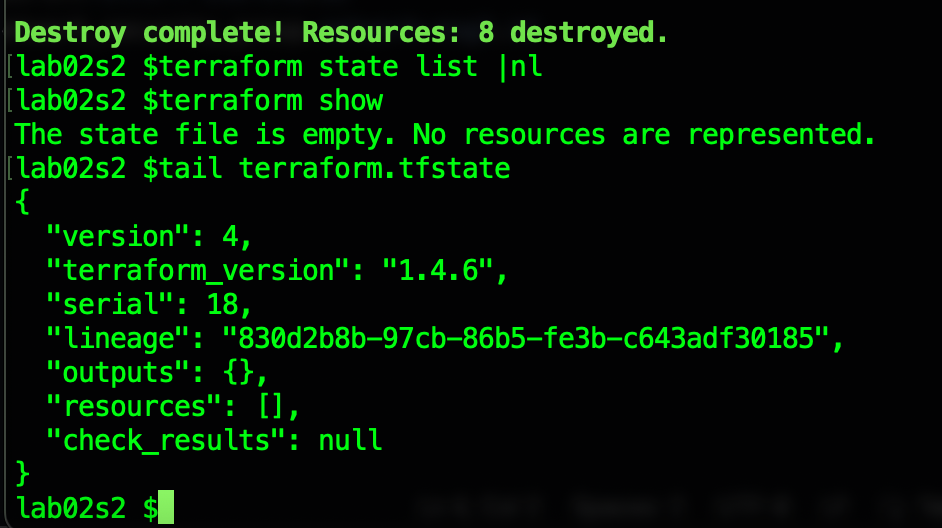 Destroy complete! Resources: 8 destroyed.
[lab02s2 $terraform state list |nl
[lab02s2 $terraform show
The state file is empty. No resources are represented.
[lab02s2 $tail terraform.tfstate
{
  "version": 4,
  "terraform_version": "1.4.6",
  "serial": 18,
  "lineage": "830d2b8b-97cb-86b5-fe3b-c643adf30185",
  "outputs": {},
  "resources": [],
  "check_results": null
}
lab02s2 $